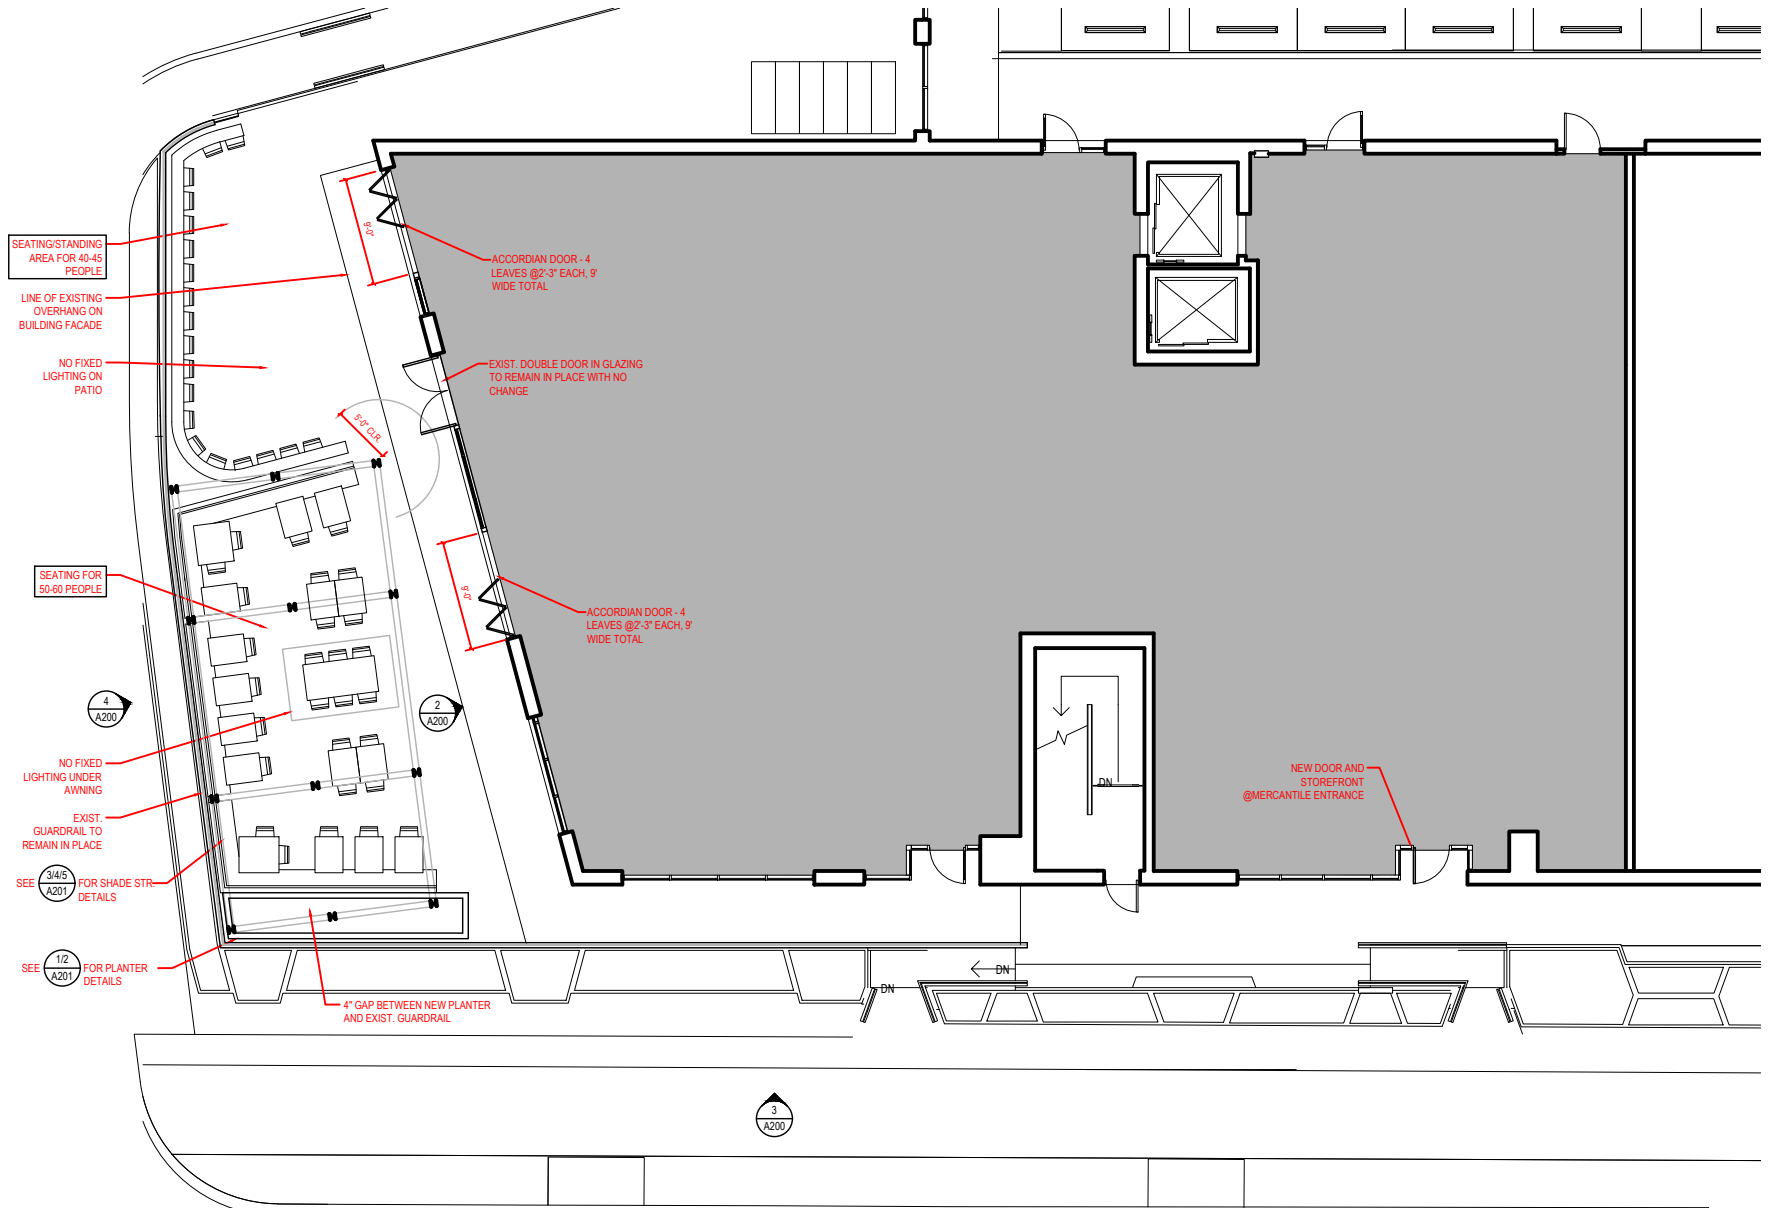 SEATING/STANDING
AREA FOR 40-45
PEOPLE
LINE OF EXISTING
OVERHANG ON
BUILDING FACADE
NO FIXED
LIGHTING ON
PATIO
9'-0"
ACCORDIAN DOOR - 4
LEAVES @2'-3" EACH, 9'
WIDE TOTAL
EXIST. DOUBLE DOOR IN GLAZING
TO REMAIN IN PLACE WITH NO
CHANGE
5'-0" CLR.
SEATING FOR
50-60 PEOPLE
9'-0"
ACCORDIAN DOOR - 4
LEAVES @2'-3" EACH, 9'
WIDE TOTAL
4
A200
2
A200
NO FIXED
LIGHTING UNDER
AWNING
EXIST.
GUARDRAIL TO
REMAIN IN PLACE
SEE 3/4/5 A201 FOR SHADE STR.
DETAILS
SEE 1/2 A201 FOR PLANTER
DETAILS
4" GAP BETWEEN NEW PLANTER
AND EXIST. GUARDRAIL
DN
NEW DOOR AND
STOREFRONT
@MERCANTILE ENTRANCE
DN
DN
3
A200